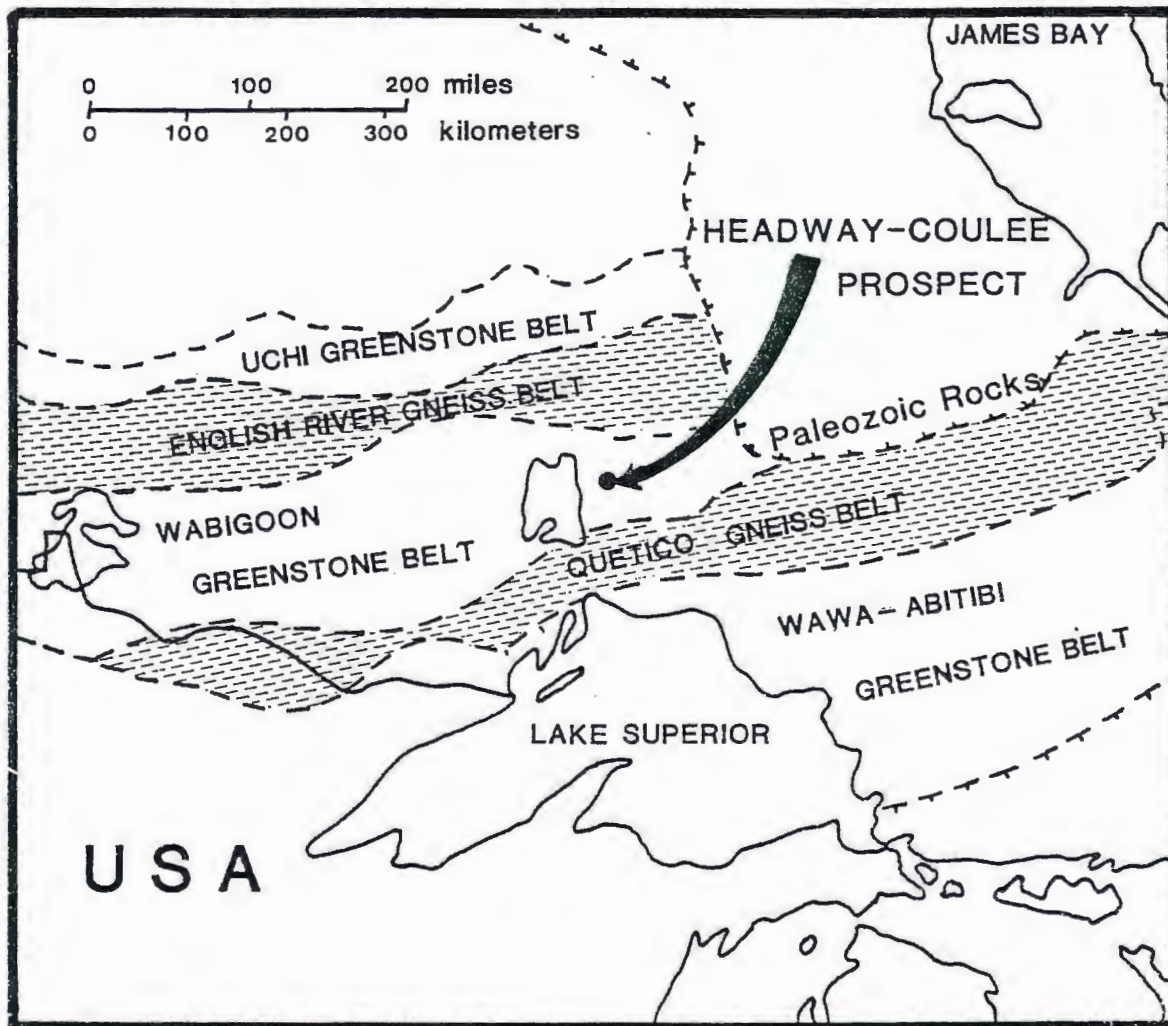 JAMES BAY
0 100 200 miles
0 100 200 300 kilometers
HEADWAY-COULEE
PROSPECT
UCHI GREENSTONE BELT
ENGLISH RIVER GNEISS BELT
Paleozoic Rocks
WABIGOON
GREENSTONE BELT
QUETICO GNEISS BELT
WAWA-ABITIBI
GREENSTONE BELT
LAKE SUPERIOR
USA